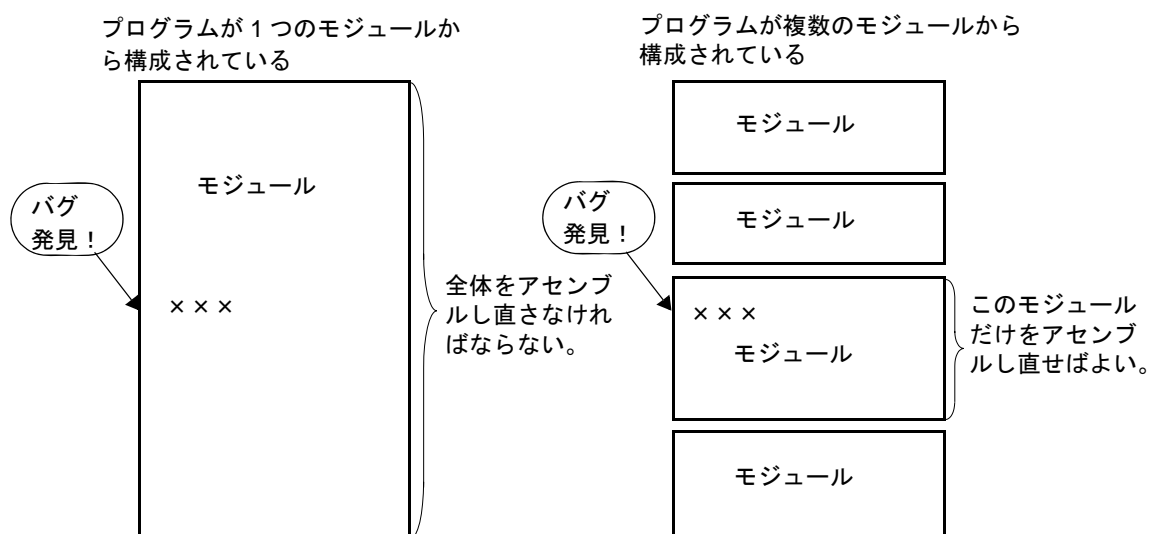 プログラムが1つのモジュールか
ら構成されている
モジュール
バグ
発見！
×××
全体をアセンブ
ルし直さなけれ
ばならない。
プログラムが複数のモジュールから
構成されている
モジュール
モジュール
バグ
発見！
×××
モジュール
このモジュール
だけをアセンブ
ルし直せばよい。
モジュール